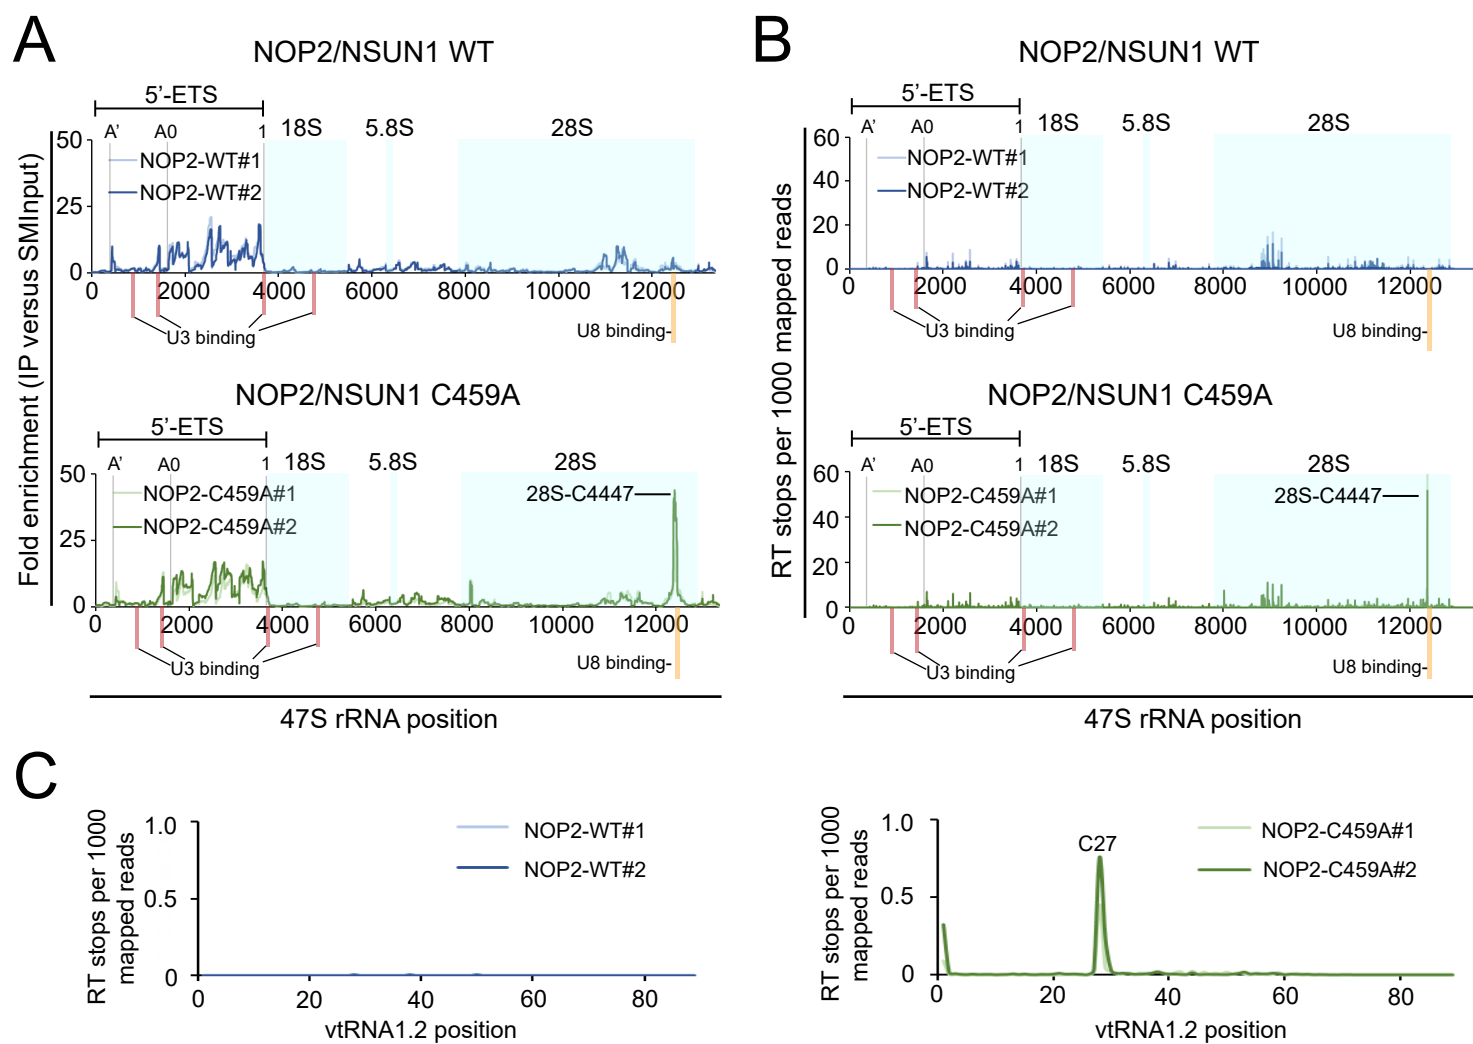 A
NOP2/NSUN1 WT
5’-ETS
A’ A0 1 18S 5.8S 28S
Fold enrichment (IP versus SMInput)
50
25
0
NOP2-WT#1
NOP2-WT#2
0 2000 4000 6000 8000 10000 12000
U3 binding
U8 binding
NOP2/NSUN1 C459A
5’-ETS
A’ A0 1 18S 5.8S 28S
50
25
0
NOP2-C459A#1
NOP2-C459A#2
28S-C4447
0 2000 4000 6000 8000 10000 12000
U3 binding
U8 binding
47S rRNA position
B
NOP2/NSUN1 WT
5’-ETS
A’ A0 1 18S 5.8S 28S
RT stops per 1000 mapped reads
60
40
20
0
NOP2-WT#1
NOP2-WT#2
0 2000 4000 6000 8000 10000 12000
U3 binding
U8 binding
NOP2/NSUN1 C459A
5’-ETS
A’ A0 1 18S 5.8S 28S
60
40
20
0
NOP2-C459A#1
NOP2-C459A#2
28S-C4447
0 2000 4000 6000 8000 10000 12000
U3 binding
U8 binding
47S rRNA position
C
RT stops per 1000
mapped reads
1.0
0.5
0
NOP2-WT#1
NOP2-WT#2
0 20 40 60 80
vtRNA1.2 position
RT stops per 1000
mapped reads
1.0
0.5
0
C27
NOP2-C459A#1
NOP2-C459A#2
0 20 40 60 80
vtRNA1.2 position